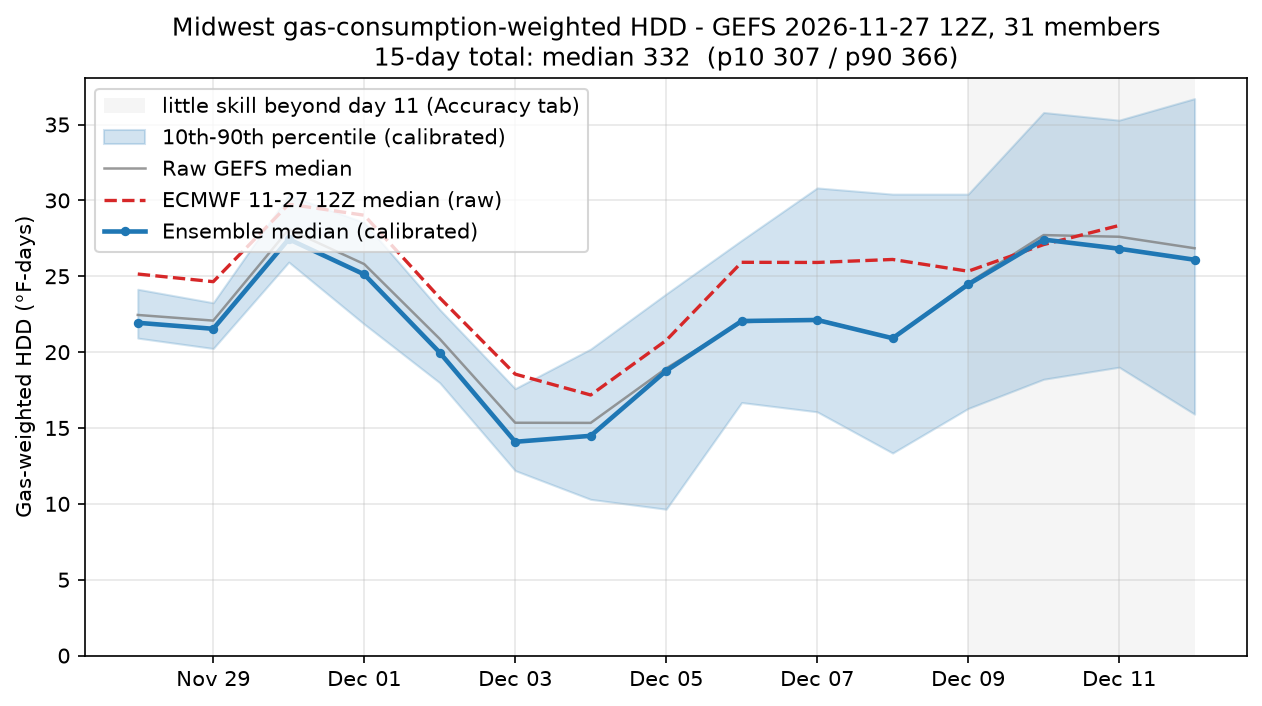 Midwest gas-consumption-weighted HDD - GEFS 2026-11-27 12Z, 31 members
15-day total: median 332  (p10 307 / p90 366)
little skill beyond day 11 (Accuracy tab)
10th-90th percentile (calibrated)
Raw GEFS median
ECMWF 11-27 12Z median (raw)
Ensemble median (calibrated)
Gas-weighted HDD (°F-days)
35
30
25
20
15
10
5
0
Nov 29
Dec 01
Dec 03
Dec 05
Dec 07
Dec 09
Dec 11